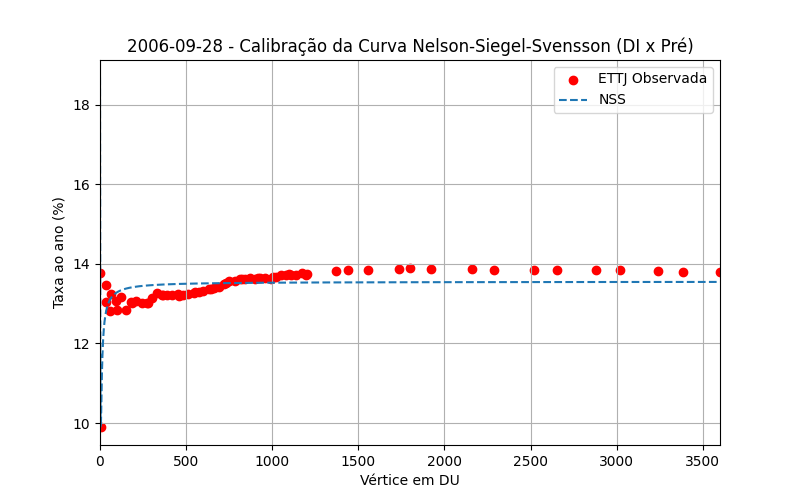 2006-09-28 - Calibração da Curva Nelson-Siegel-Svensson (DI x Pré)
ETTJ Observada
NSS
Taxa ao ano (%)
18
16
14
12
10
0
500
1000
1500
2000
2500
3000
3500
Vértice em DU